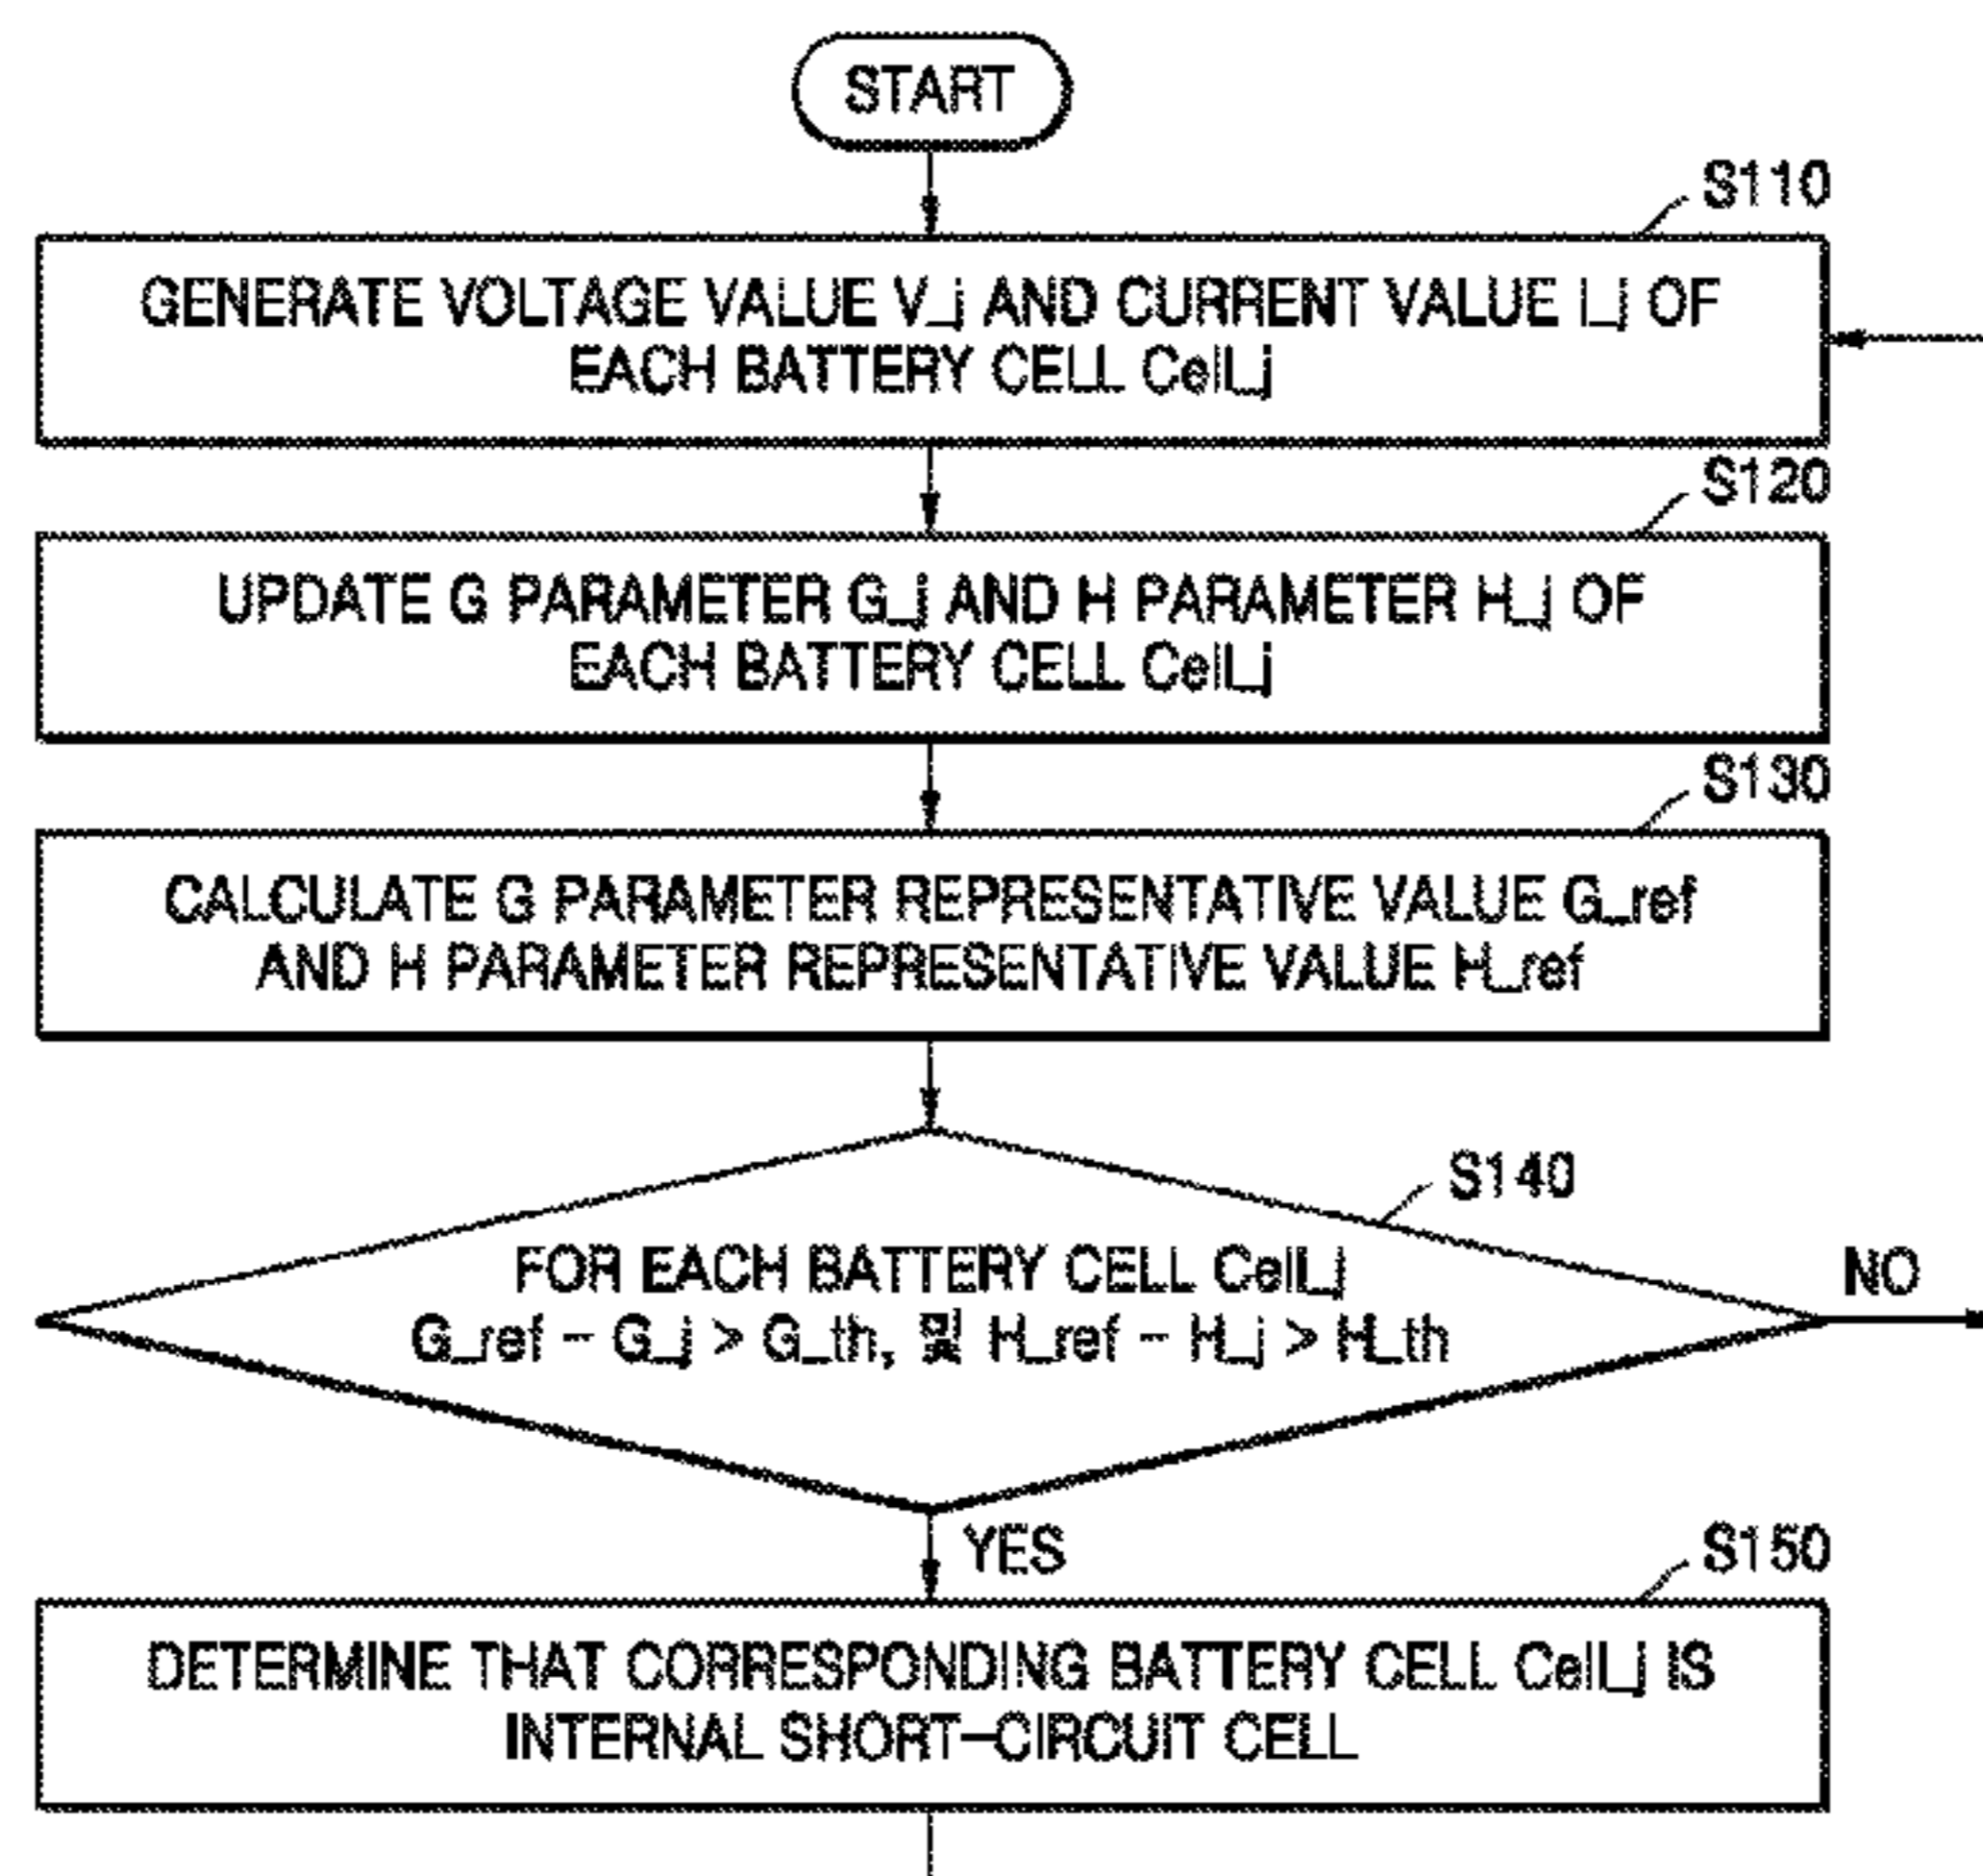 START
S110
GENERATE VOLTAGE VALUE V_j AND CURRENT VALUE I_j OF
EACH BATTERY CELL Cell_j
S120
UPDATE G PARAMETER G_j AND H PARAMETER H_j OF
EACH BATTERY CELL Cell_j
S130
CALCULATE G PARAMETER REPRESENTATIVE VALUE G_ref
AND H PARAMETER REPRESENTATIVE VALUE H_ref
S140
FOR EACH BATTERY CELL Cell_j
G_ref - G_j > G_th, 및 H_ref - H_j > H_th
NO
YES
S150
DETERMINE THAT CORRESPONDING BATTERY CELL Cell_j IS
INTERNAL SHORT-CIRCUIT CELL